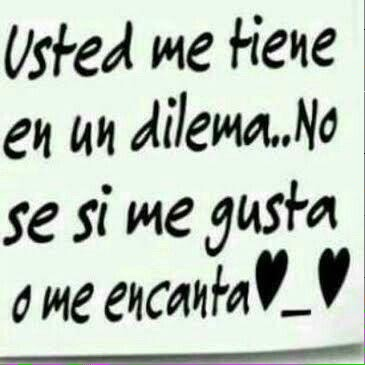 Usted me tiene
en un dilema..No
se si me gusta
o me encanta♥_♥